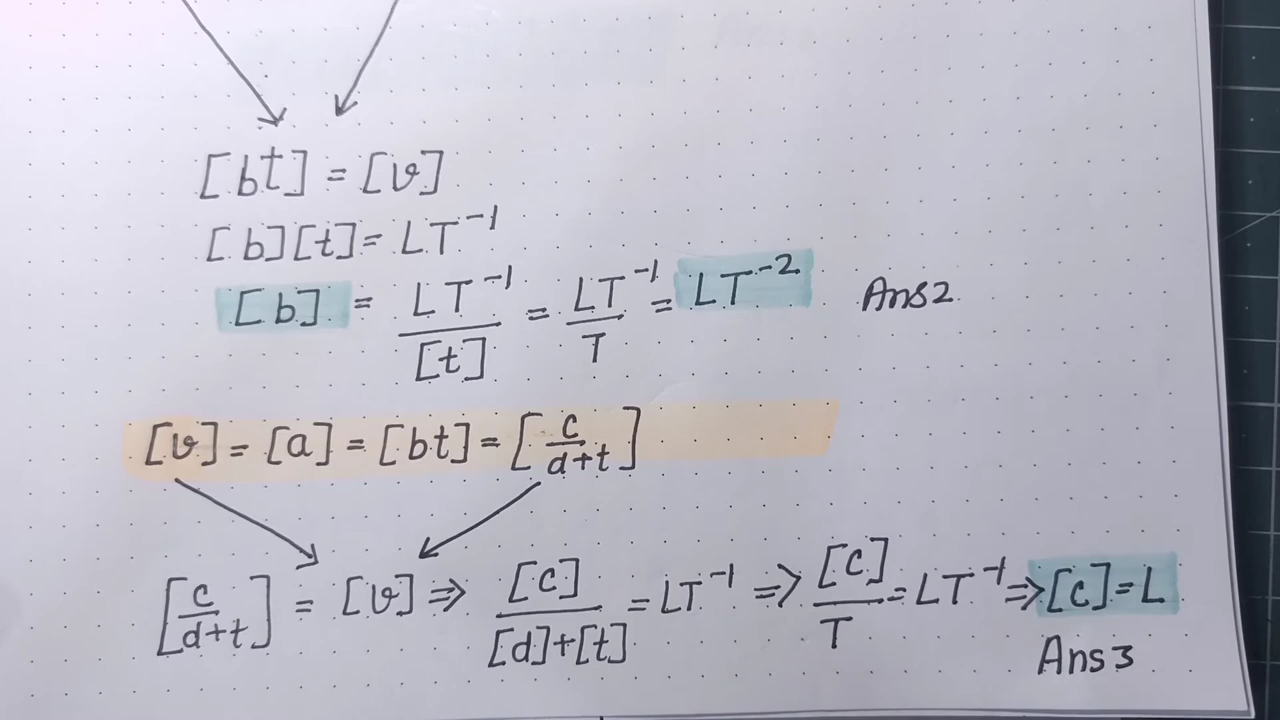 [bt] = [v]
[b][t] = LT⁻¹
[b] = LT⁻¹/[t] = LT⁻¹/T = LT⁻² Ans2
[v] = [a] = [bt] = [c/d+t]
[c/d+t] = [v] ⇒ [c]/[d]+[t] = LT⁻¹ ⇒ [c]/T = LT⁻¹ ⇒ [c] = L
Ans3